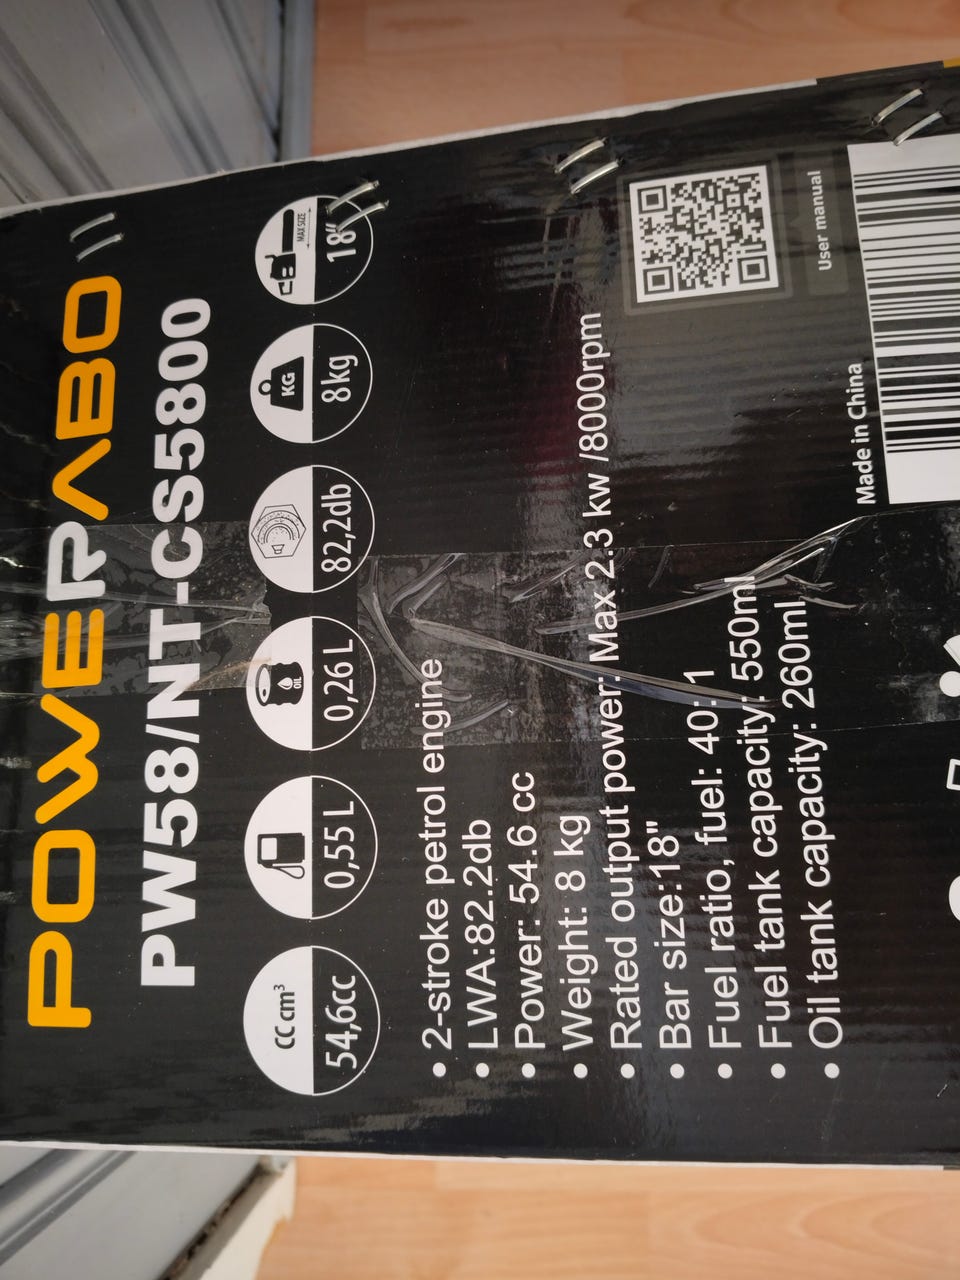 POWERABO
PW58/NT-CS5800
CC cm³
54,6cc
0,55 L
OIL
0,26 L
82,2db
KG
8kg
MAX SIZE
18"
• 2-stroke petrol engine
• LWA:82.2db
• Power: 54.6 cc
• Weight: 8 kg
• Rated output power: Max 2.3 kw /8000rpm
• Bar size:18"
• Fuel ratio, fuel: 40:1
• Fuel tank capacity: 550ml
• Oil tank capacity: 260ml
User manual
Made in China